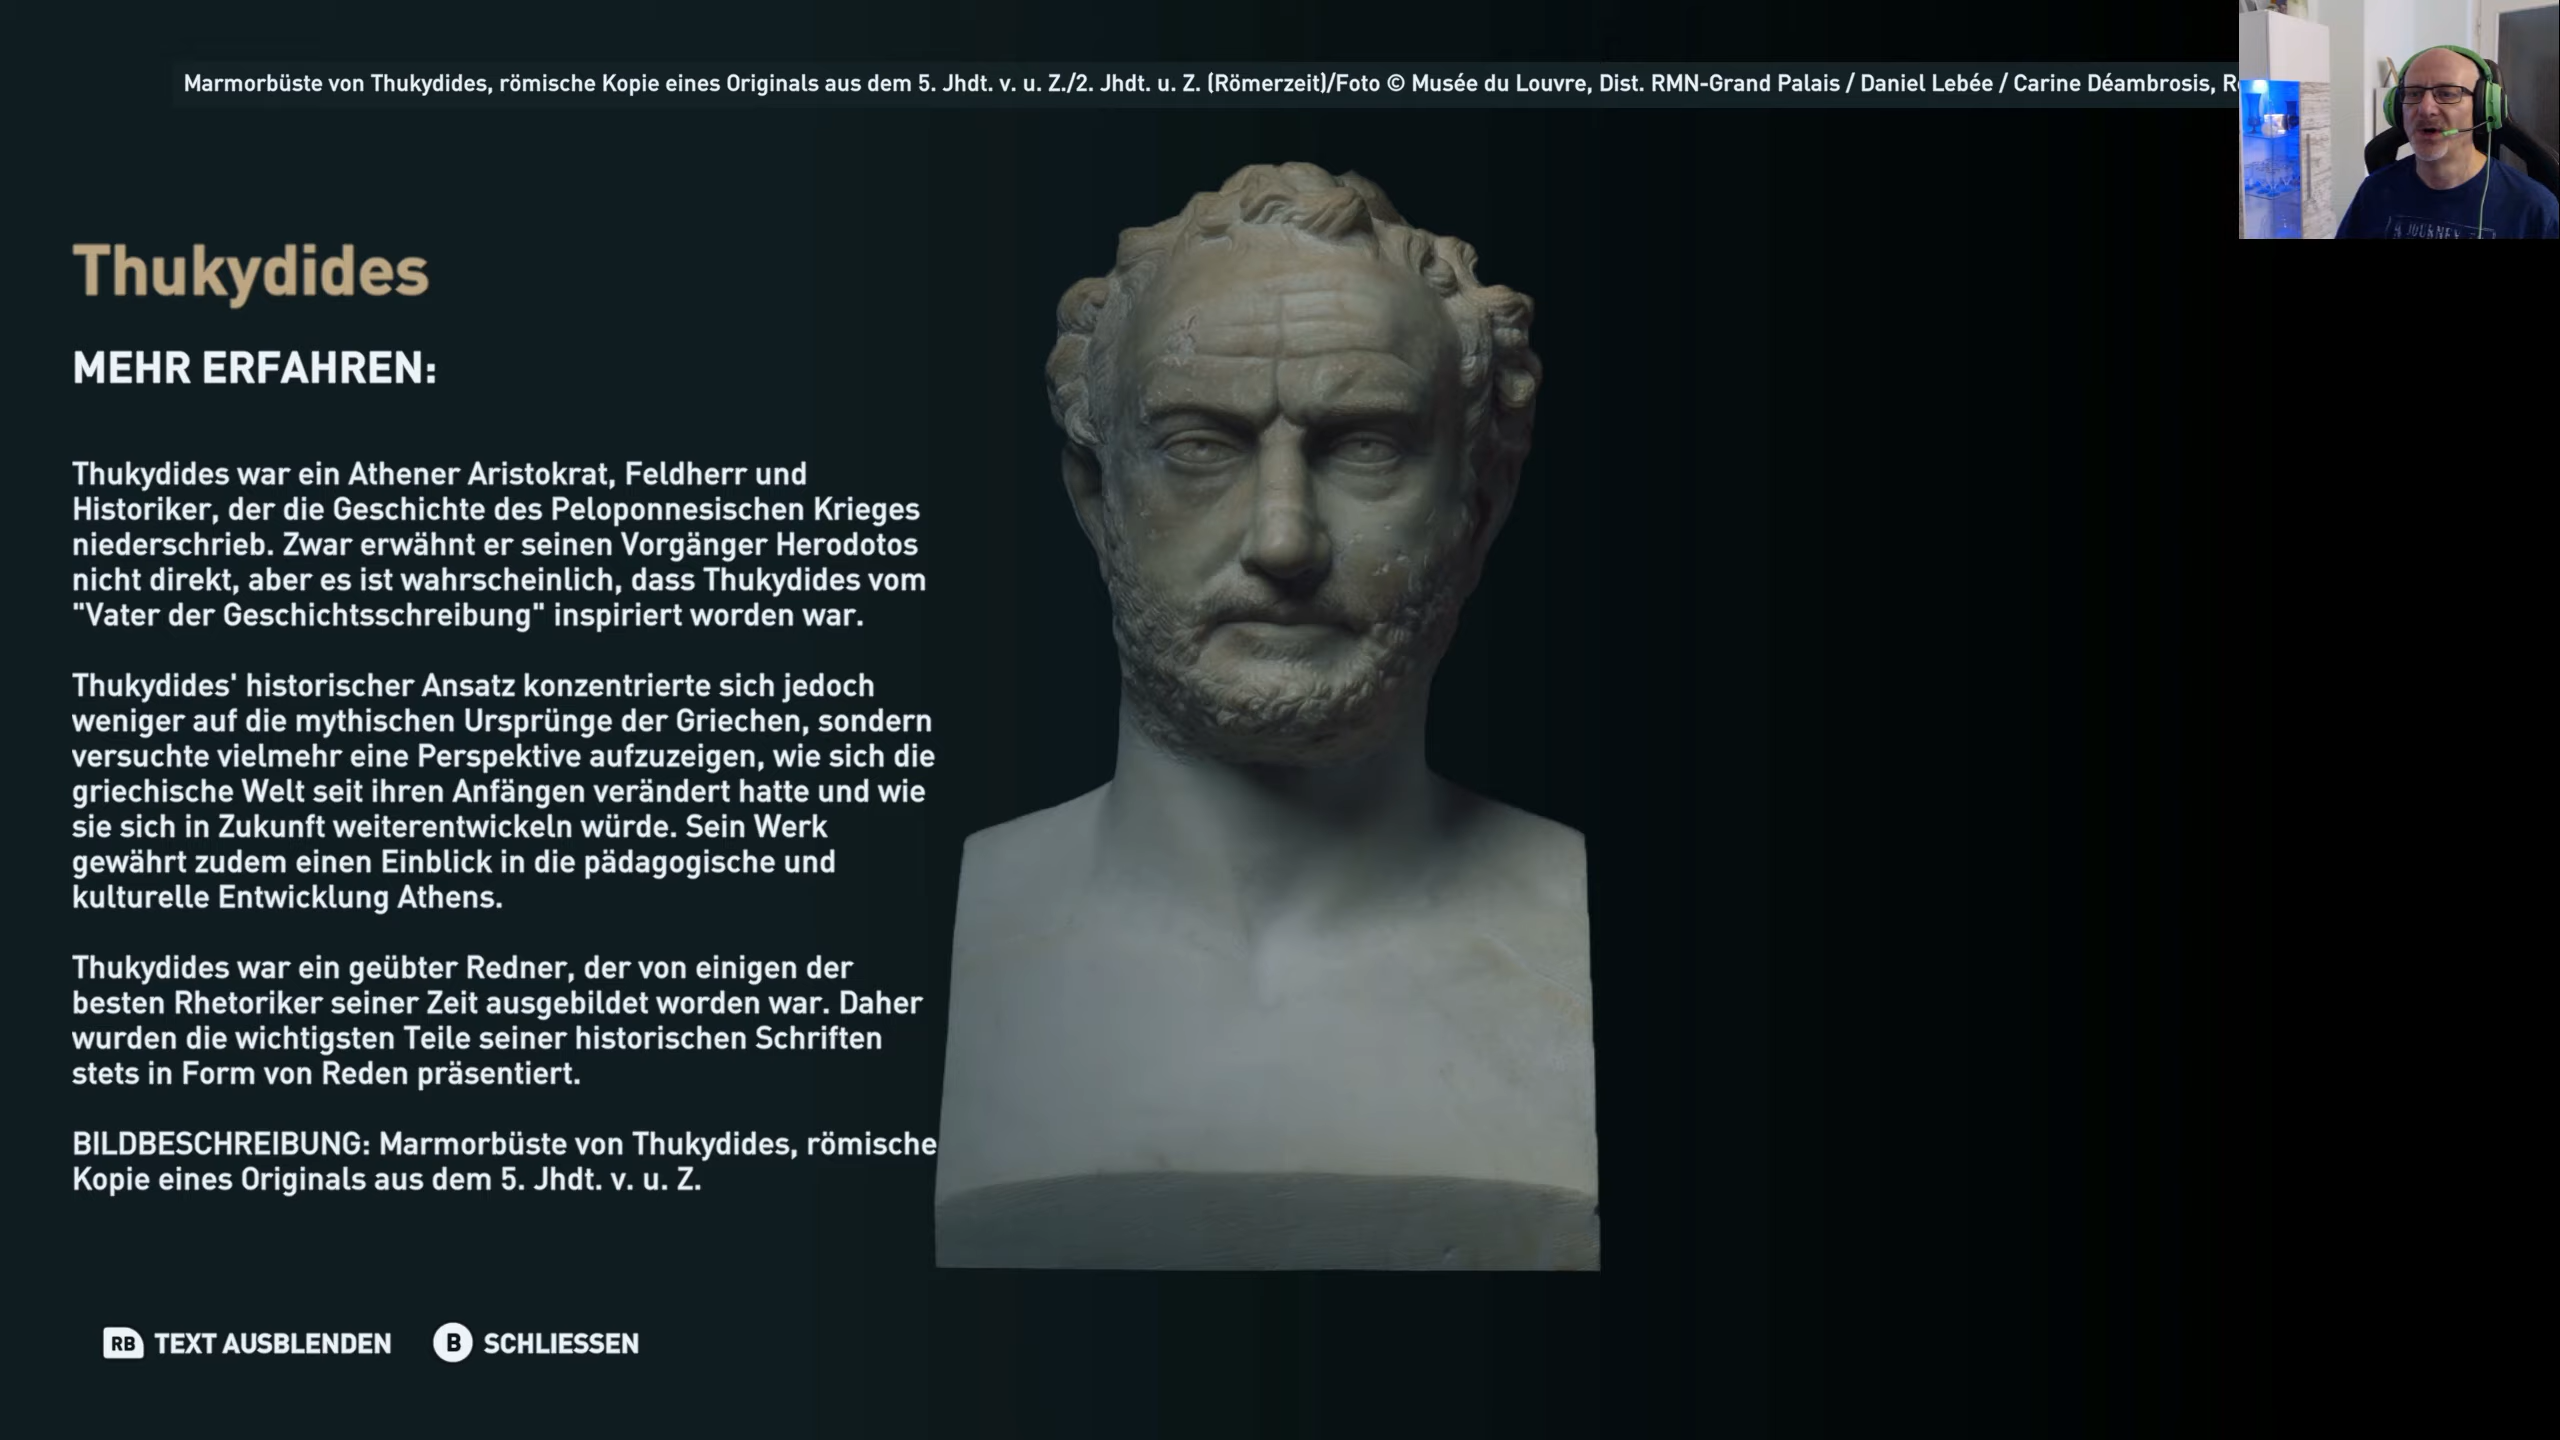 Marmorbüste von Thukydides, römische Kopie eines Originals aus dem 5. Jhdt. v. u. Z./2. Jhdt. u. Z. (Römerzeit)/Foto © Musée du Louvre, Dist. RMN-Grand Palais / Daniel Lebée / Carine Déambrosis,
Thukydides
MEHR ERFAHREN:
Thukydides war ein Athener Aristokrat, Feldherr und
Historiker, der die Geschichte des Peloponnesischen Krieges
niederschrieb. Zwar erwähnt er seinen Vorgänger Herodotos
nicht direkt, aber es ist wahrscheinlich, dass Thukydides vom
"Vater der Geschichtsschreibung" inspiriert worden war.
Thukydides' historischer Ansatz konzentrierte sich jedoch
weniger auf die mythischen Ursprünge der Griechen, sondern
versuchte vielmehr eine Perspektive aufzuzeigen, wie sich die
griechische Welt seit ihren Anfängen verändert hatte und wie
sie sich in Zukunft weiterentwickeln würde. Sein Werk
gewährt zudem einen Einblick in die pädagogische und
kulturelle Entwicklung Athens.
Thukydides war ein geübter Redner, der von einigen der
besten Rhetoriker seiner Zeit ausgebildet worden war. Daher
wurden die wichtigsten Teile seiner historischen Schriften
stets in Form von Reden präsentiert.
BILDBESCHREIBUNG: Marmorbüste von Thukydides, römische
Kopie eines Originals aus dem 5. Jhdt. v. u. Z.
RB TEXT AUSBLENDEN B SCHLIESSEN
A JOURNEY